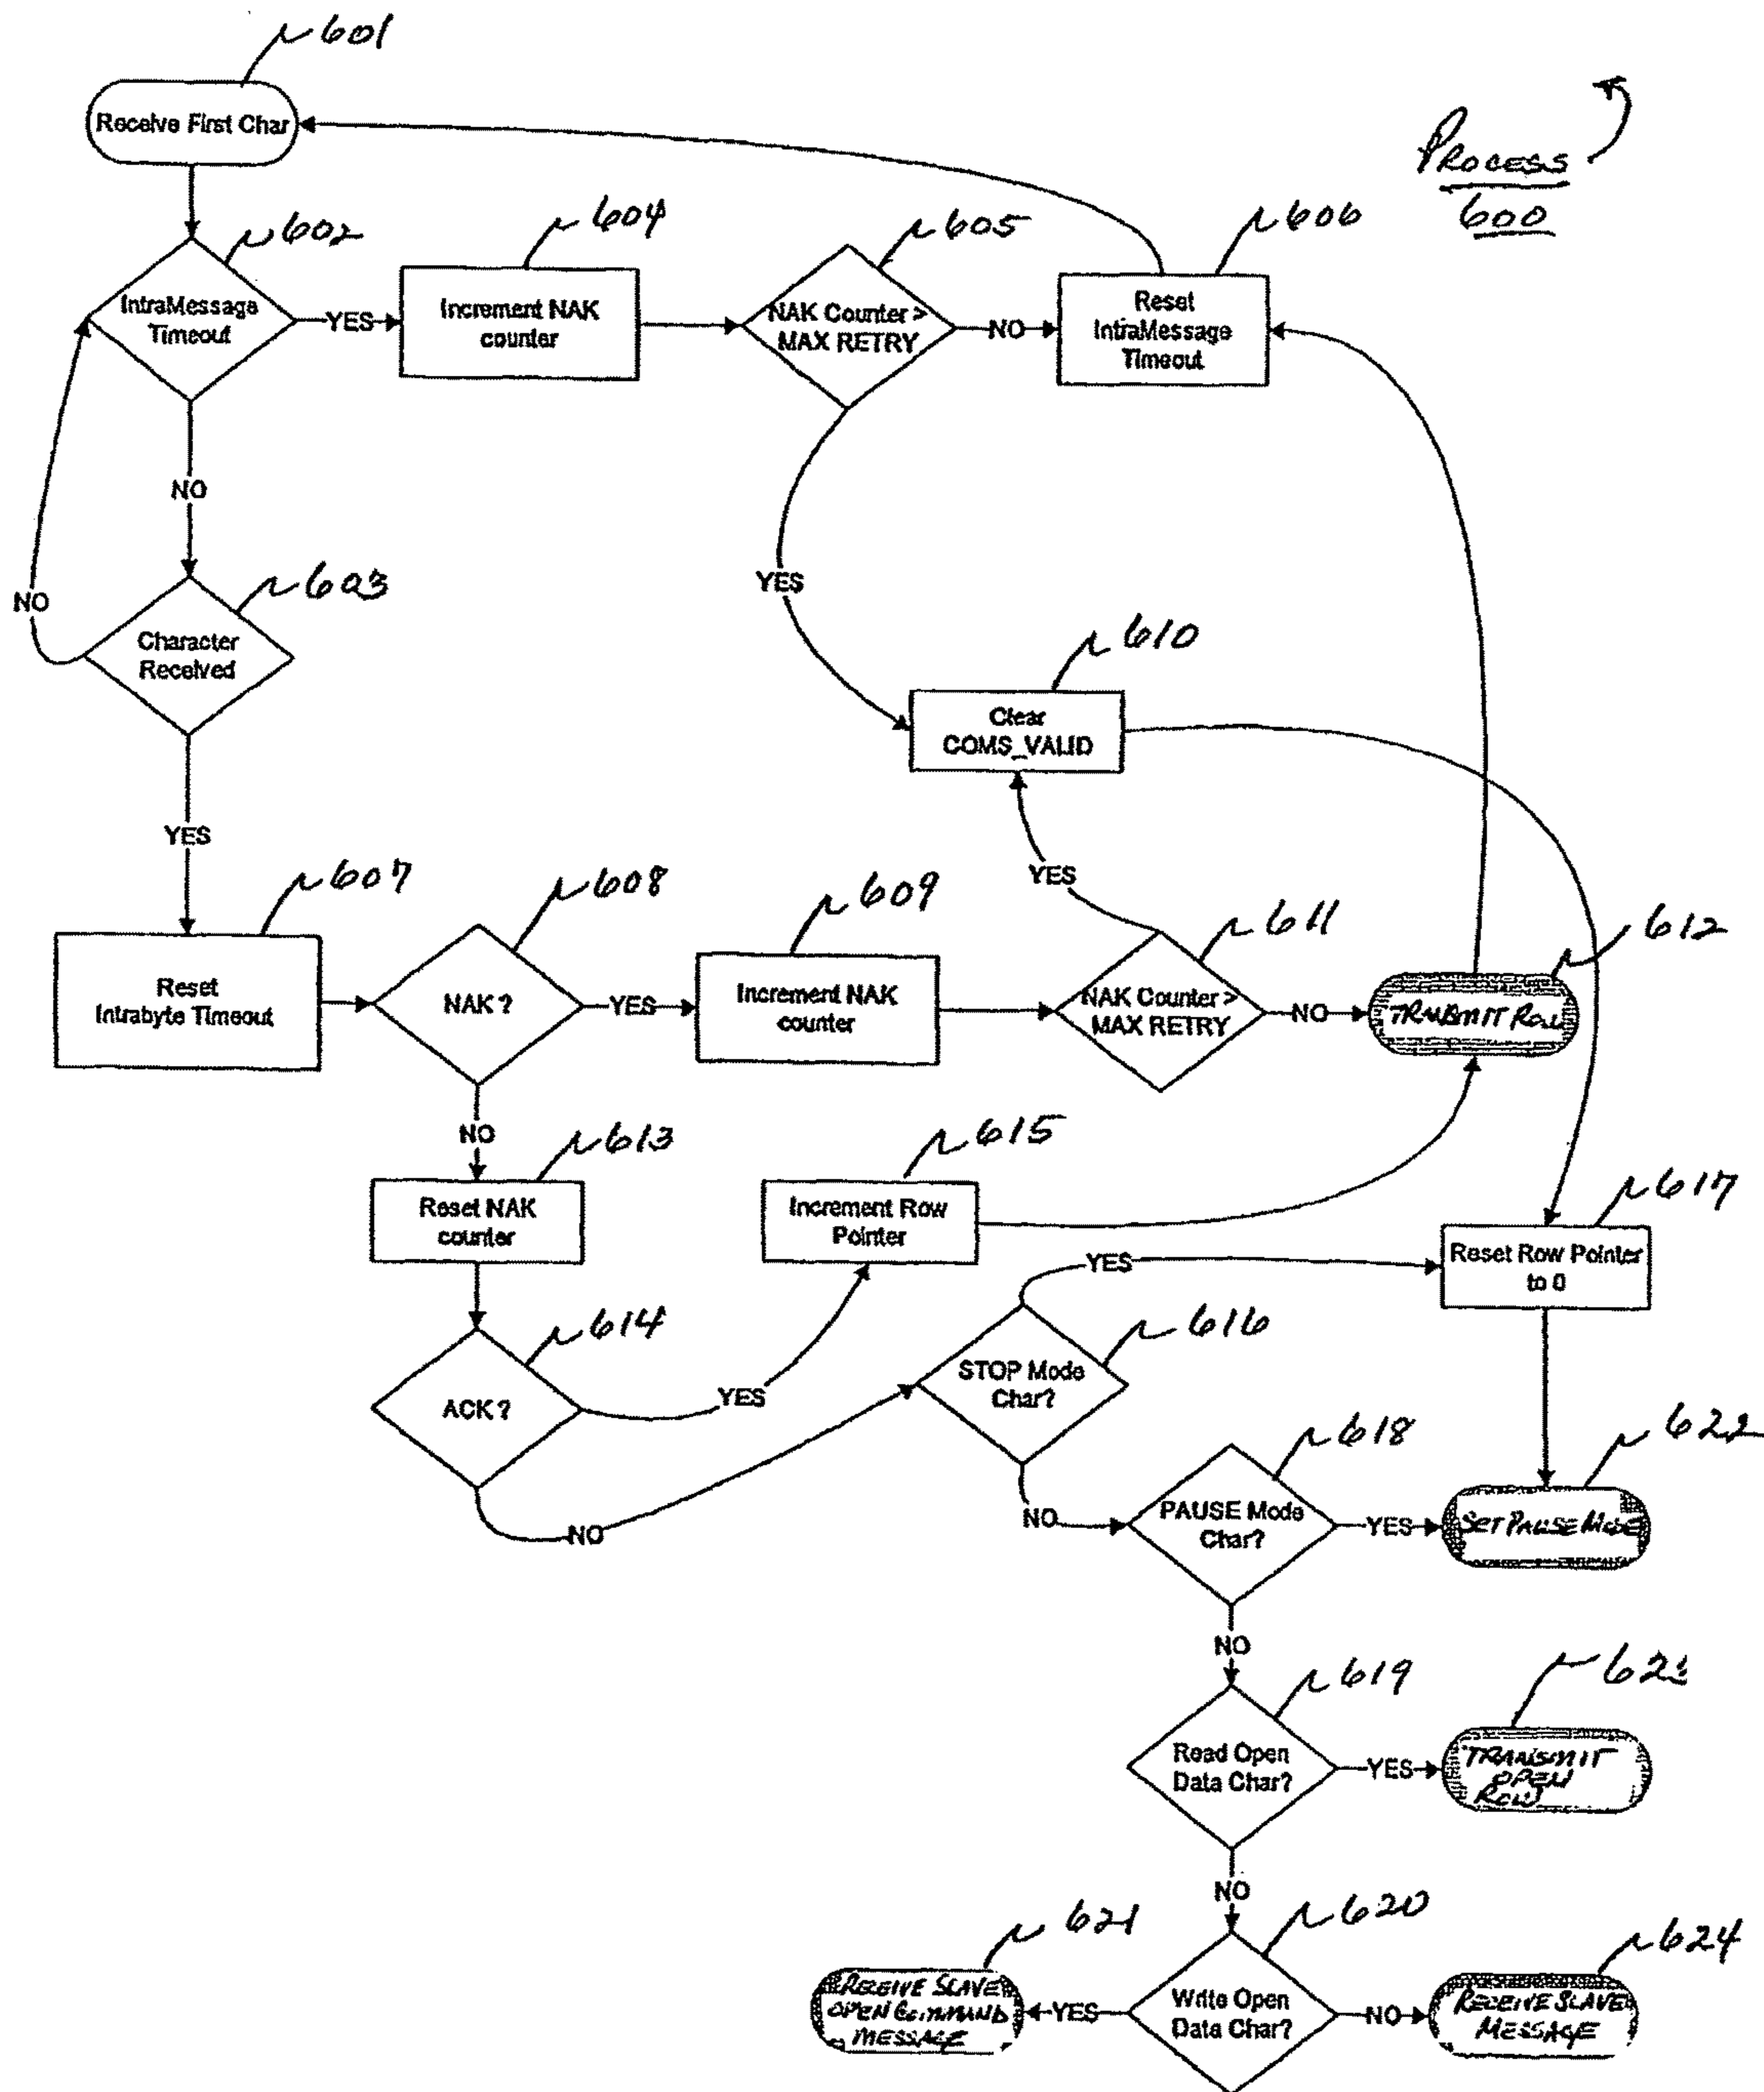 601
Receive First Char
PROCESS
600
602
604
605
606
IntraMessage
Timeout
YES
Increment NAK
counter
NAK Counter >
MAX RETRY
NO
Reset
IntraMessage
Timeout
NO
YES
603
NO
Character
Received
610
Clear
COMS_VALID
YES
YES
607
608
609
611
612
Reset
Intrabyte Timeout
NAK ?
YES
Increment NAK
counter
NAK Counter >
MAX RETRY
NO
ROW
NO
613
615
617
Reset NAK
counter
Increment Row
Pointer
YES
Reset Row Pointer
to 0
614
616
ACK ?
YES
STOP Mode
Char?
618
622
NO
NO
PAUSE Mode
Char?
YES
SET PAUSE MODE
NO
619
Read Open
Data Char?
YES
TRANSMIT
OPEN
ROW
NO
621
620
624
RECEIVE SLAVE
OPEN COMMAND
MESSAGE
YES
Write Open
Data Char?
NO
RECEIVE SLAVE
MESSAGE